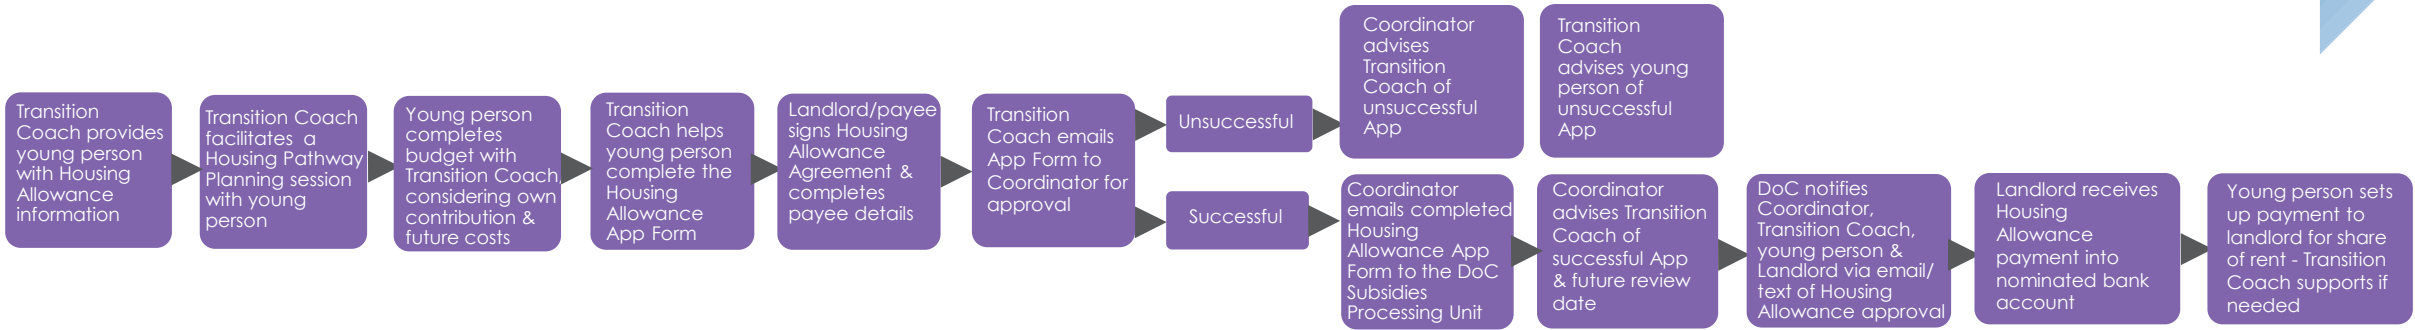 Transition
Coach provides
young person
with Housing
Allowance
information
Transition Coach
facilitates a
Housing Pathway
Planning session
with young
person
Young person
completes
budget with
Transition Coach,
considering own
contribution &
future costs
Transition
Coach helps
young person
complete the
Housing
Allowance
App Form
Landlord/payee
signs Housing
Allowance
Agreement &
completes
payee details
Transition
Coach emails
App Form to
Coordinator for
approval
Unsuccessful
Coordinator
advises
Transition
Coach of
unsuccessful
App
Transition
Coach
advises young
person of
unsuccessful
App
Successful
Coordinator
emails completed
Housing
Allowance App
Form to the DoC
Subsidies
Processing Unit
Coordinator
advises Transition
Coach of
successful App
& future review
date
DoC notifies
Coordinator,
Transition Coach,
young person &
Landlord via email/
text of Housing
Allowance approval
Landlord receives
Housing
Allowance
payment into
nominated bank
account
Young person sets
up payment to
landlord for share
of rent - Transition
Coach supports if
needed